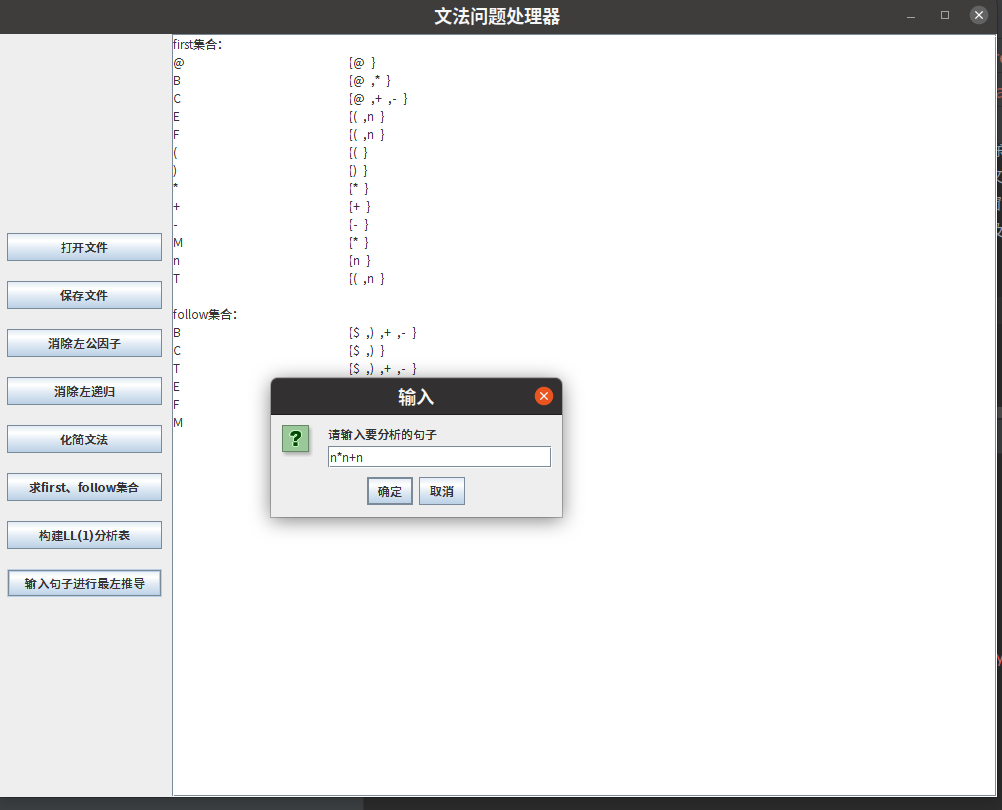 文法问题处理器
打开文件
保存文件
消除左公因子
消除左递归
化简文法
求first、follow集合
构建LL(1)分析表
输入句子进行最左推导
first集合:
@ {@ }
B {@ ,* }
C {@ ,+ ,- }
E {( ,n }
F {( ,n }
( {( }
) {) }
* {* }
+ {+ }
- {- }
M {* }
n {n }
T {( ,n }
follow集合:
B {$ ,) ,+ ,- }
C {$ ,) }
T {$ ,) ,+ ,- }
E
F
M
输入
?
请输入要分析的句子
n*n+n
确定 取消